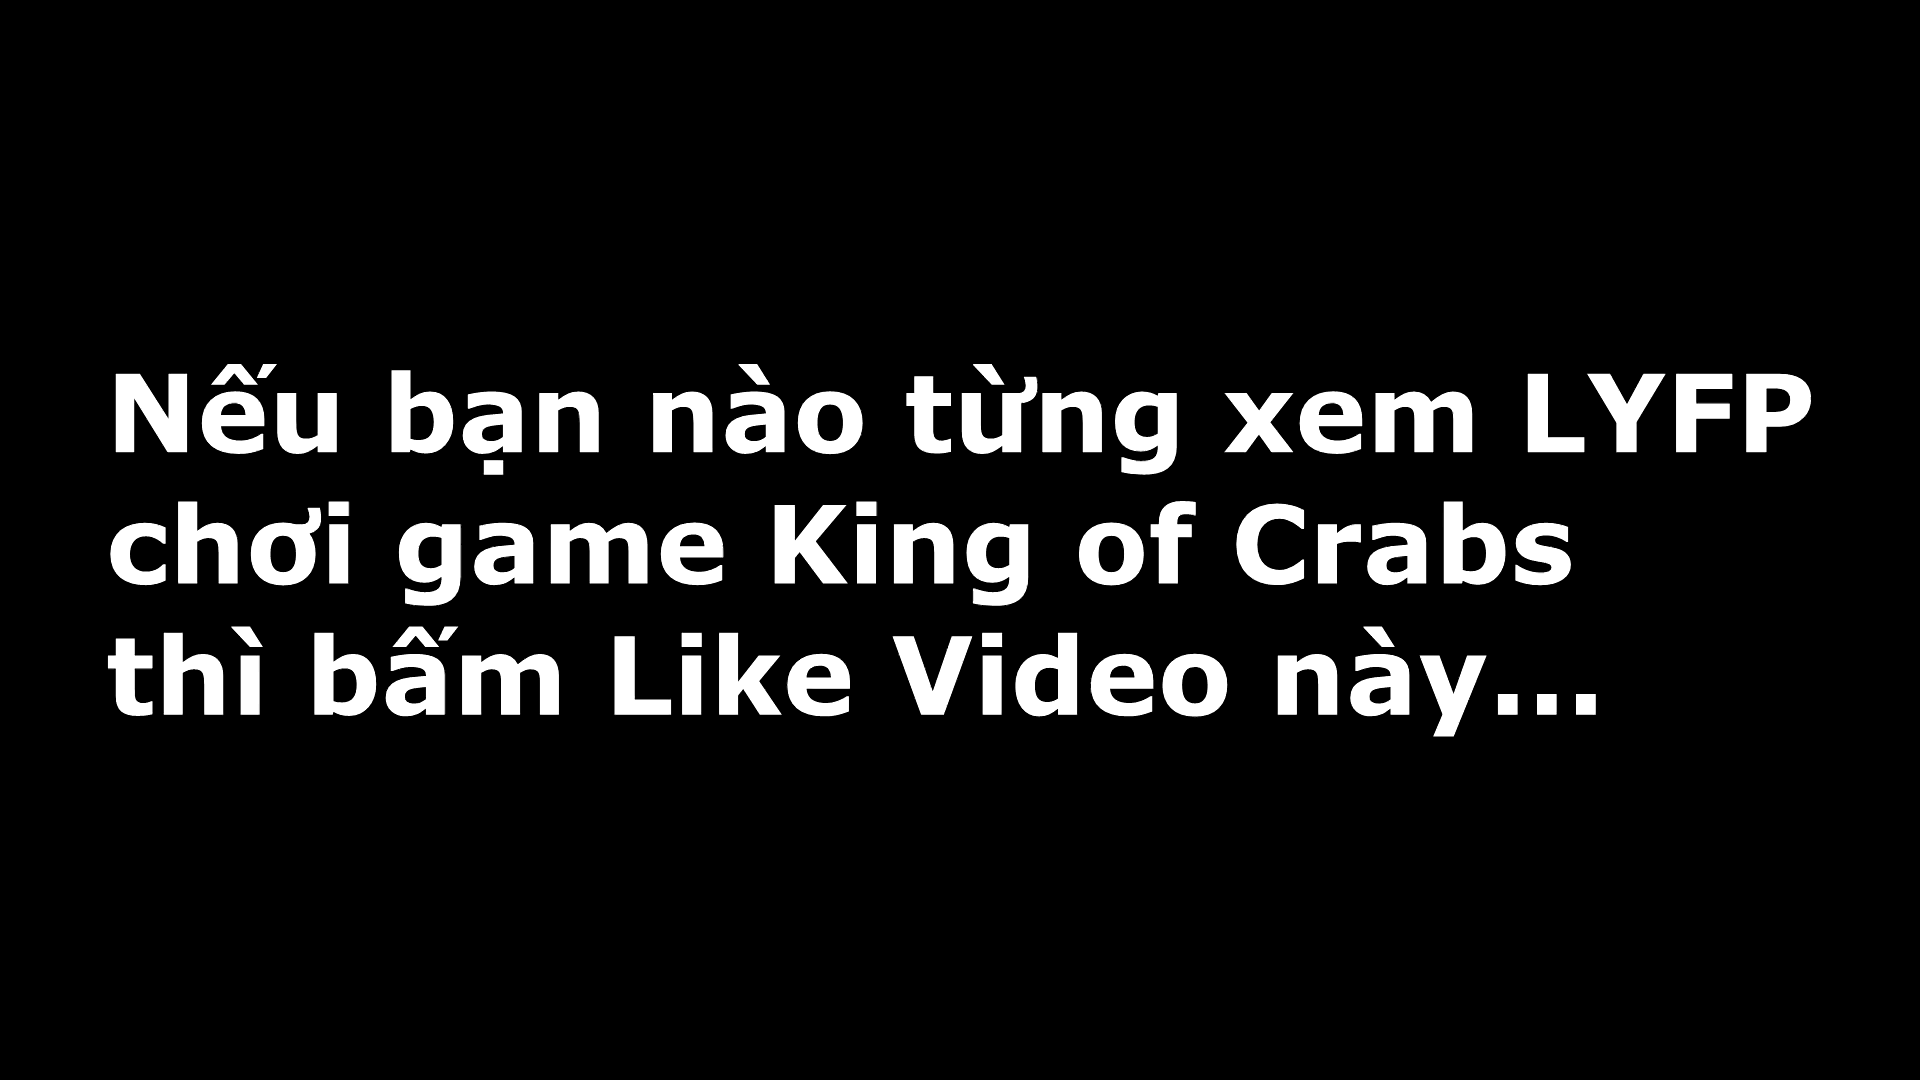 Nếu bạn nào từng xem LYFP
chơi game King of Crabs
thì bấm Like Video này...